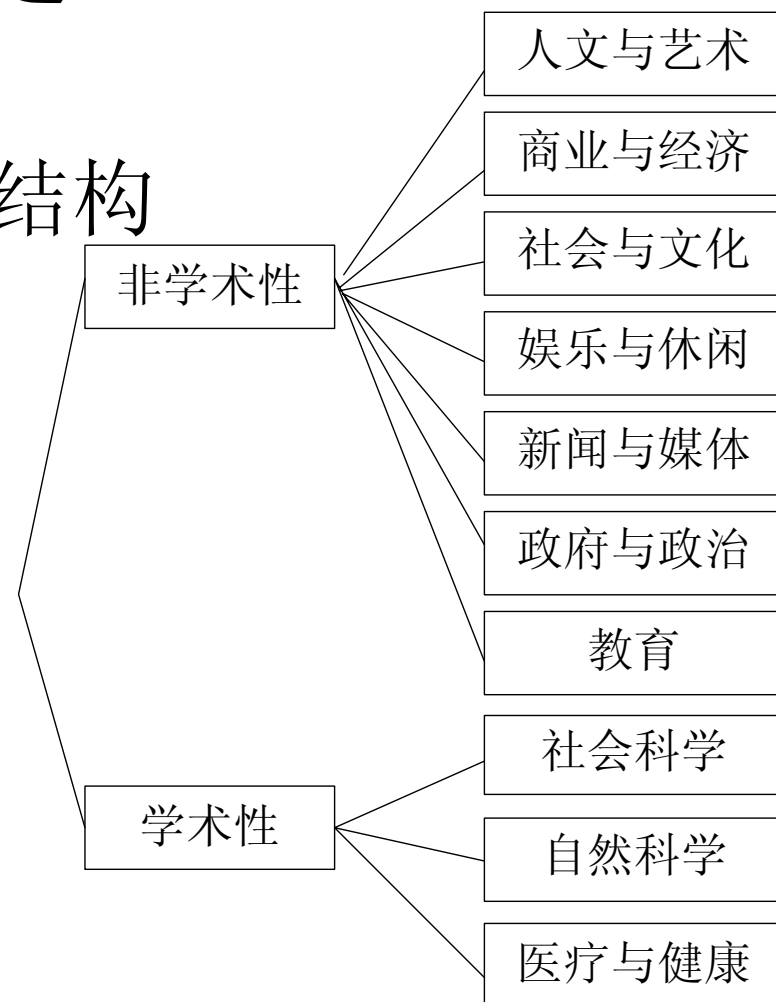 结构
非学术性
学术性
人文与艺术
商业与经济
社会与文化
娱乐与休闲
新闻与媒体
政府与政治
教育
社会科学
自然科学
医疗与健康